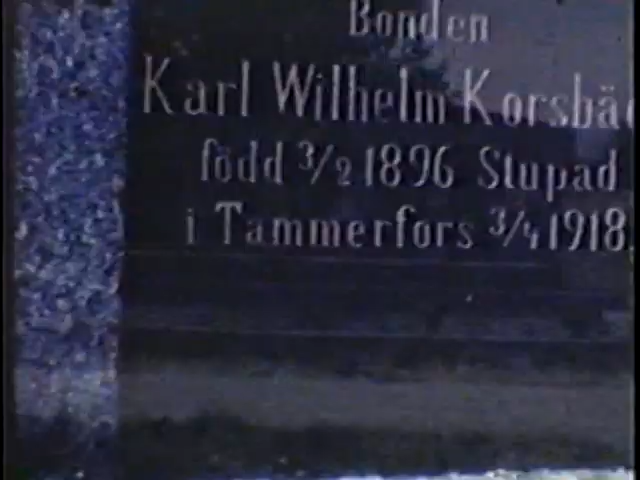 Bonden
Karl Wilhelm Korsbä
född 3/2 1896 Stupad
i Tammerfors 3/4 1918.